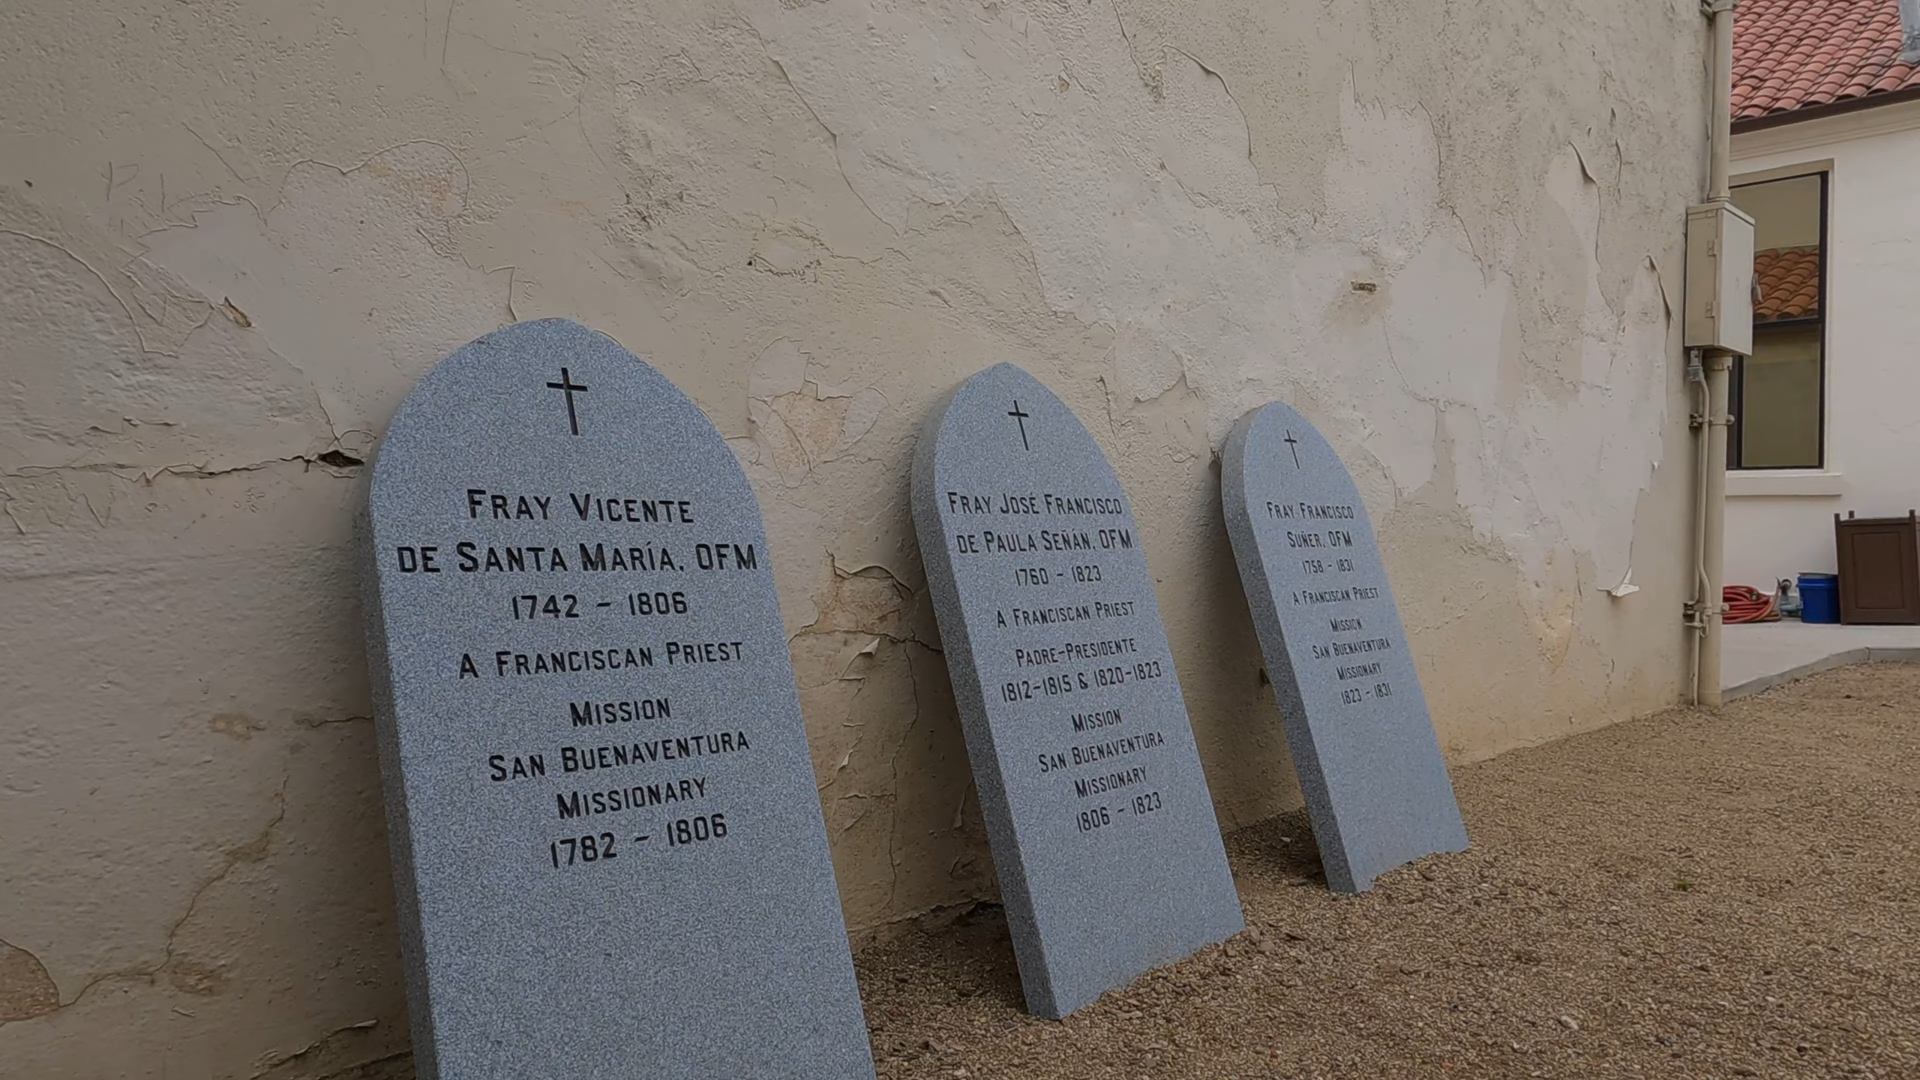 FRAY VICENTE
DE SANTA MARÍA, OFM
1742 - 1806
A FRANCISCAN PRIEST
MISSION
SAN BUENAVENTURA
MISSIONARY
1782 - 1806
FRAY JOSÉ FRANCISCO
DE PAULA SEÑÁN, OFM
1760 - 1823
A FRANCISCAN PRIEST
PADRE-PRESIDENTE
1812-1815 & 1820-1823
MISSION
SAN BUENAVENTURA
MISSIONARY
1806 - 1823
FRAY FRANCISCO
SUÑER, OFM
1758 - 1831
A FRANCISCAN PRIEST
MISSION
SAN BUENAVENTURA
MISSIONARY
1823 - 1831